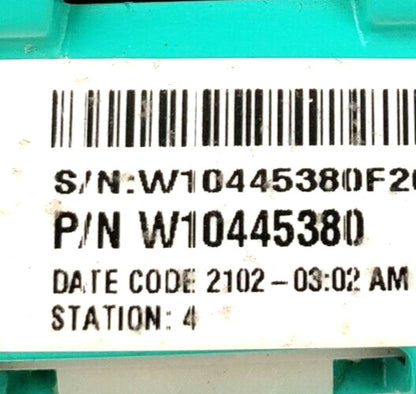 S/N:W10445380F20
P/N W10445380
DATE CODE 2102-03:02 AM
STATION: 4